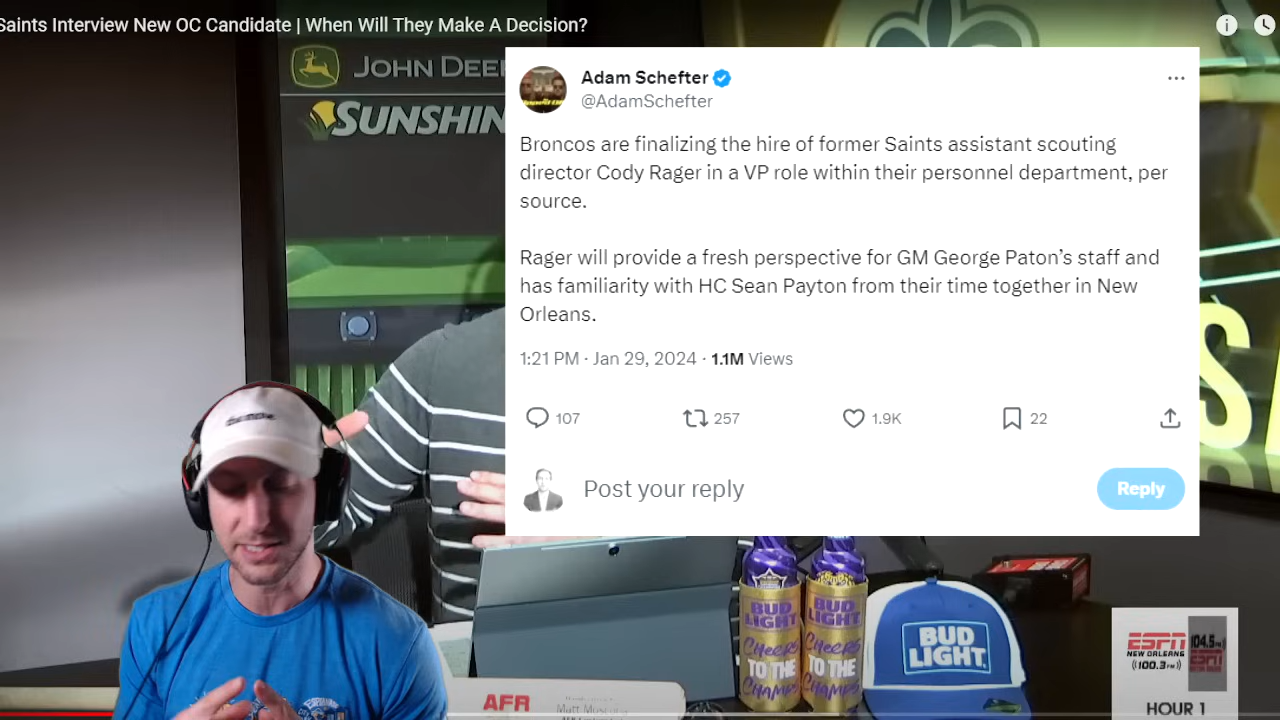 Saints Interview New OC Candidate | When Will They Make A Decision?
JOHN DEER
SUNSHIN
Adam Schefter
@AdamSchefter
Broncos are finalizing the hire of former Saints assistant scouting
director Cody Rager in a VP role within their personnel department, per
source.
Rager will provide a fresh perspective for GM George Paton’s staff and
has familiarity with HC Sean Payton from their time together in New
Orleans.
1:21 PM · Jan 29, 2024 · 1.1M Views
107 257 1.9K 22
Post your reply
Reply
S
BUD
LIGHT
Cheers
TO THE
CHAMPS
BUD
LIGHT
Cheers
TO THE
CHAMPS
BUD
LIGHT
ESPN
NEW ORLEANS
100.3 FM
104.5 FM
ESPN
HOUR 1
AFR